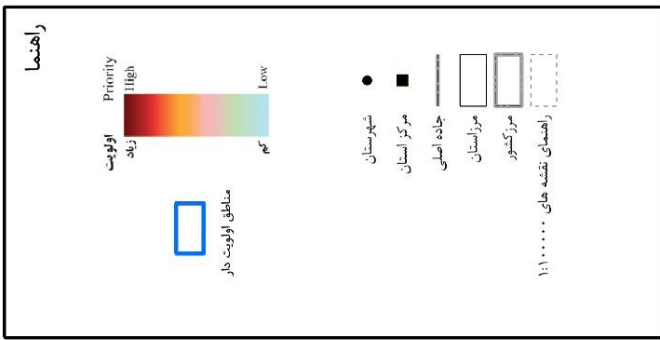 راهنما
اولویت
Priority
زیاد
High
کم
Low
مناطق اولویت دار
شهرستان
مرکز استان
جاده اصلی
مرزاستان
مرزکشور
راهنمای نقشه های ۱:۱۰۰۰۰۰